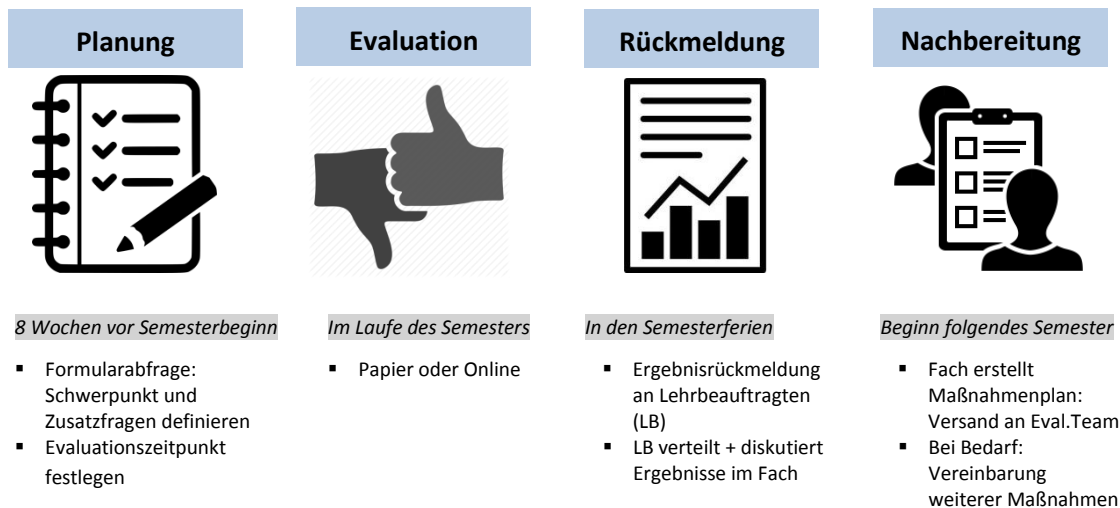 Planung
8 Wochen vor Semesterbeginn
▪ Formularabfrage:
Schwerpunkt und
Zusatzfragen definieren
▪ Evaluationszeitpunkt
festlegen
Evaluation
Im Laufe des Semesters
▪ Papier oder Online
Rückmeldung
In den Semesterferien
▪ Ergebnisrückmeldung
an Lehrbeauftragten
(LB)
▪ LB verteilt + diskutiert
Ergebnisse im Fach
Nachbereitung
Beginn folgendes Semester
▪ Fach erstellt
Maßnahmenplan:
Versand an Eval.Team
▪ Bei Bedarf:
Vereinbarung
weiterer Maßnahmen